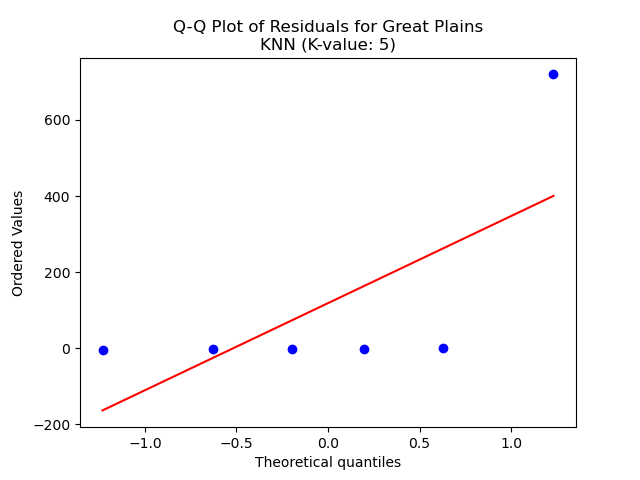 Q-Q Plot of Residuals for Great Plains
KNN (K-value: 5)
Ordered Values
600
400
200
0
−200
−1.0
−0.5
0.0
0.5
1.0
Theoretical quantiles